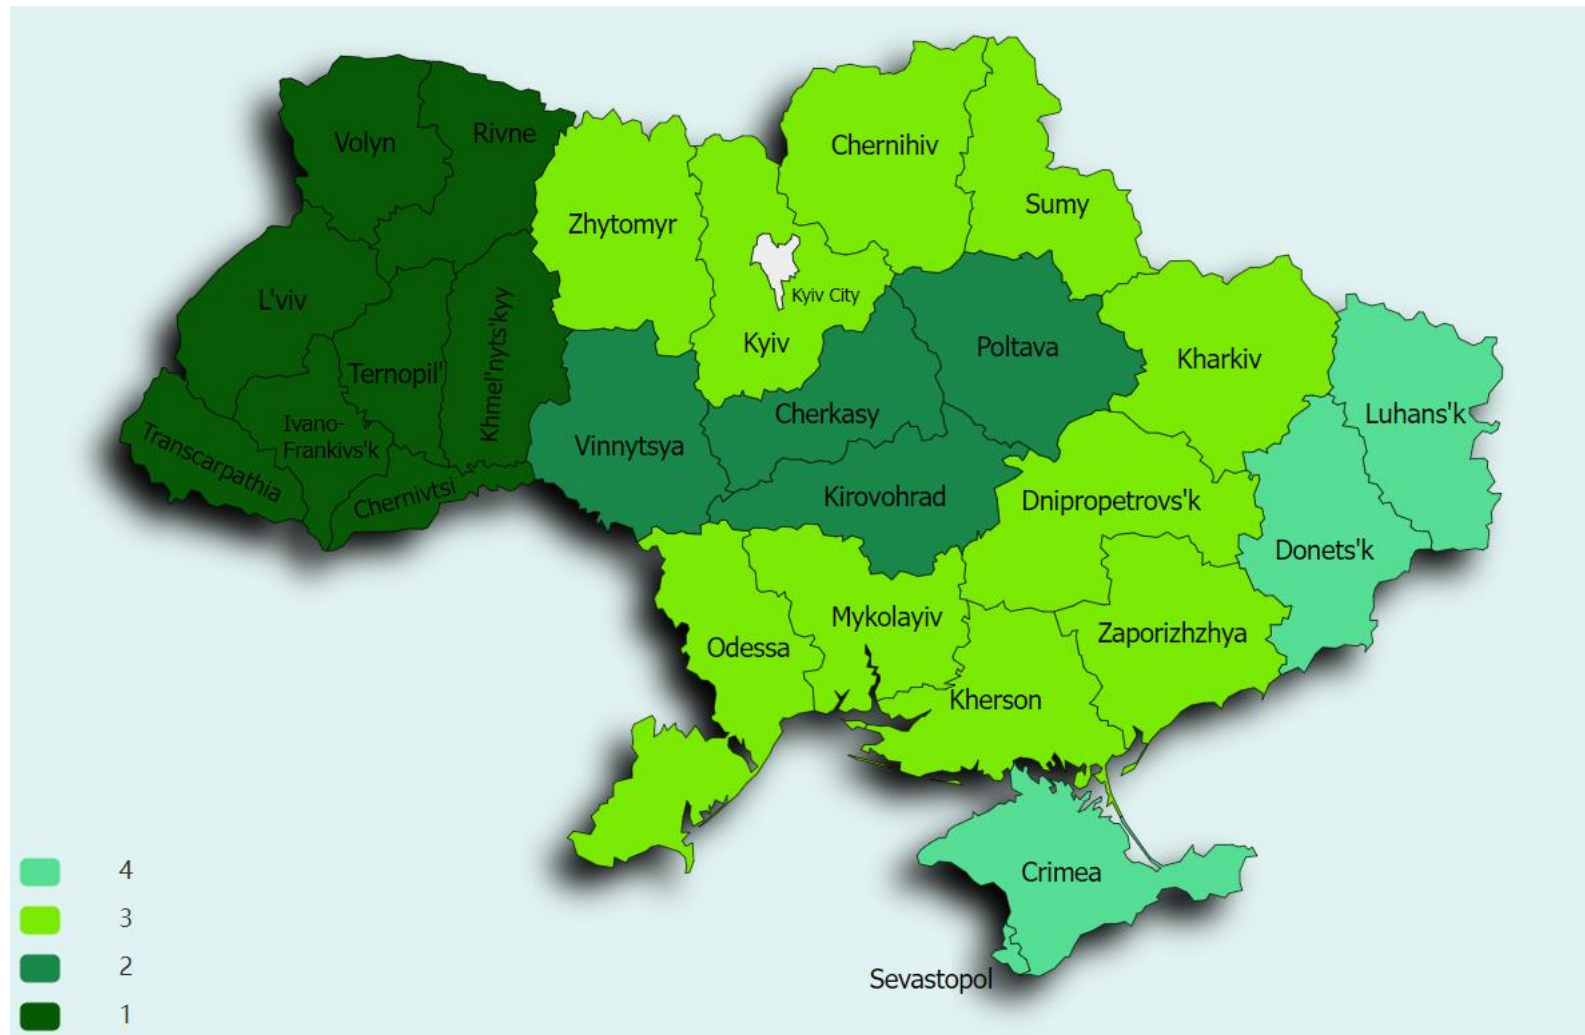 Volyn
Rivne
Chernihiv
Zhytomyr
Sumy
L'viv
Kyiv City
Khmel'nyts'kyy
Kyiv
Poltava
Kharkiv
Ternopil'
Cherkasy
Luhans'k
Ivano-
Frankivs'k
Vinnytsya
Transcarpathia
Chernivtsi
Kirovohrad
Dnipropetrovs'k
Donets'k
Mykolayiv
Zaporizhzhya
Odessa
Kherson
Crimea
Sevastopol
4
3
2
1